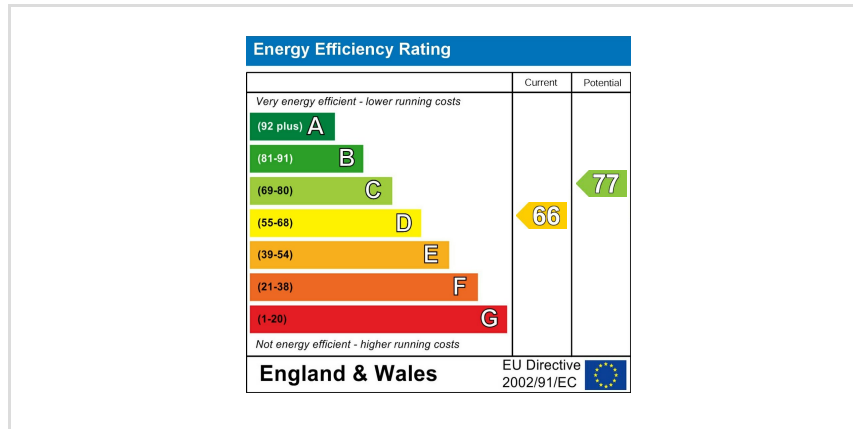 Energy Efficiency Rating
Current Potential
Very energy efficient - lower running costs
(92 plus) A
(81-91) B
(69-80) C
77
(55-68) D
66
(39-54) E
(21-38) F
(1-20) G
Not energy efficient - higher running costs
England & Wales
EU Directive
2002/91/EC